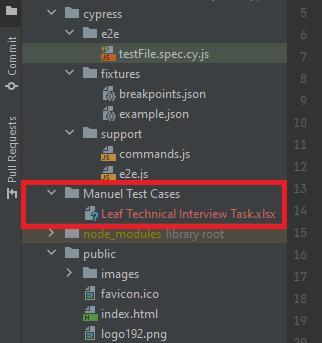 cypress
5
e2e
6
testFile.spec.cy.js
7
fixtures
8
breakpoints.json
9
example.json
10
support
11
commands.js
e2e.js
12
Manuel Test Cases
13
Leaf Technical Interview Task.xlsx
14
node_modules library root
15
public
16
images
17
favicon.ico
18
index.html
19
logo192.png
20
Commit
Pull Requests